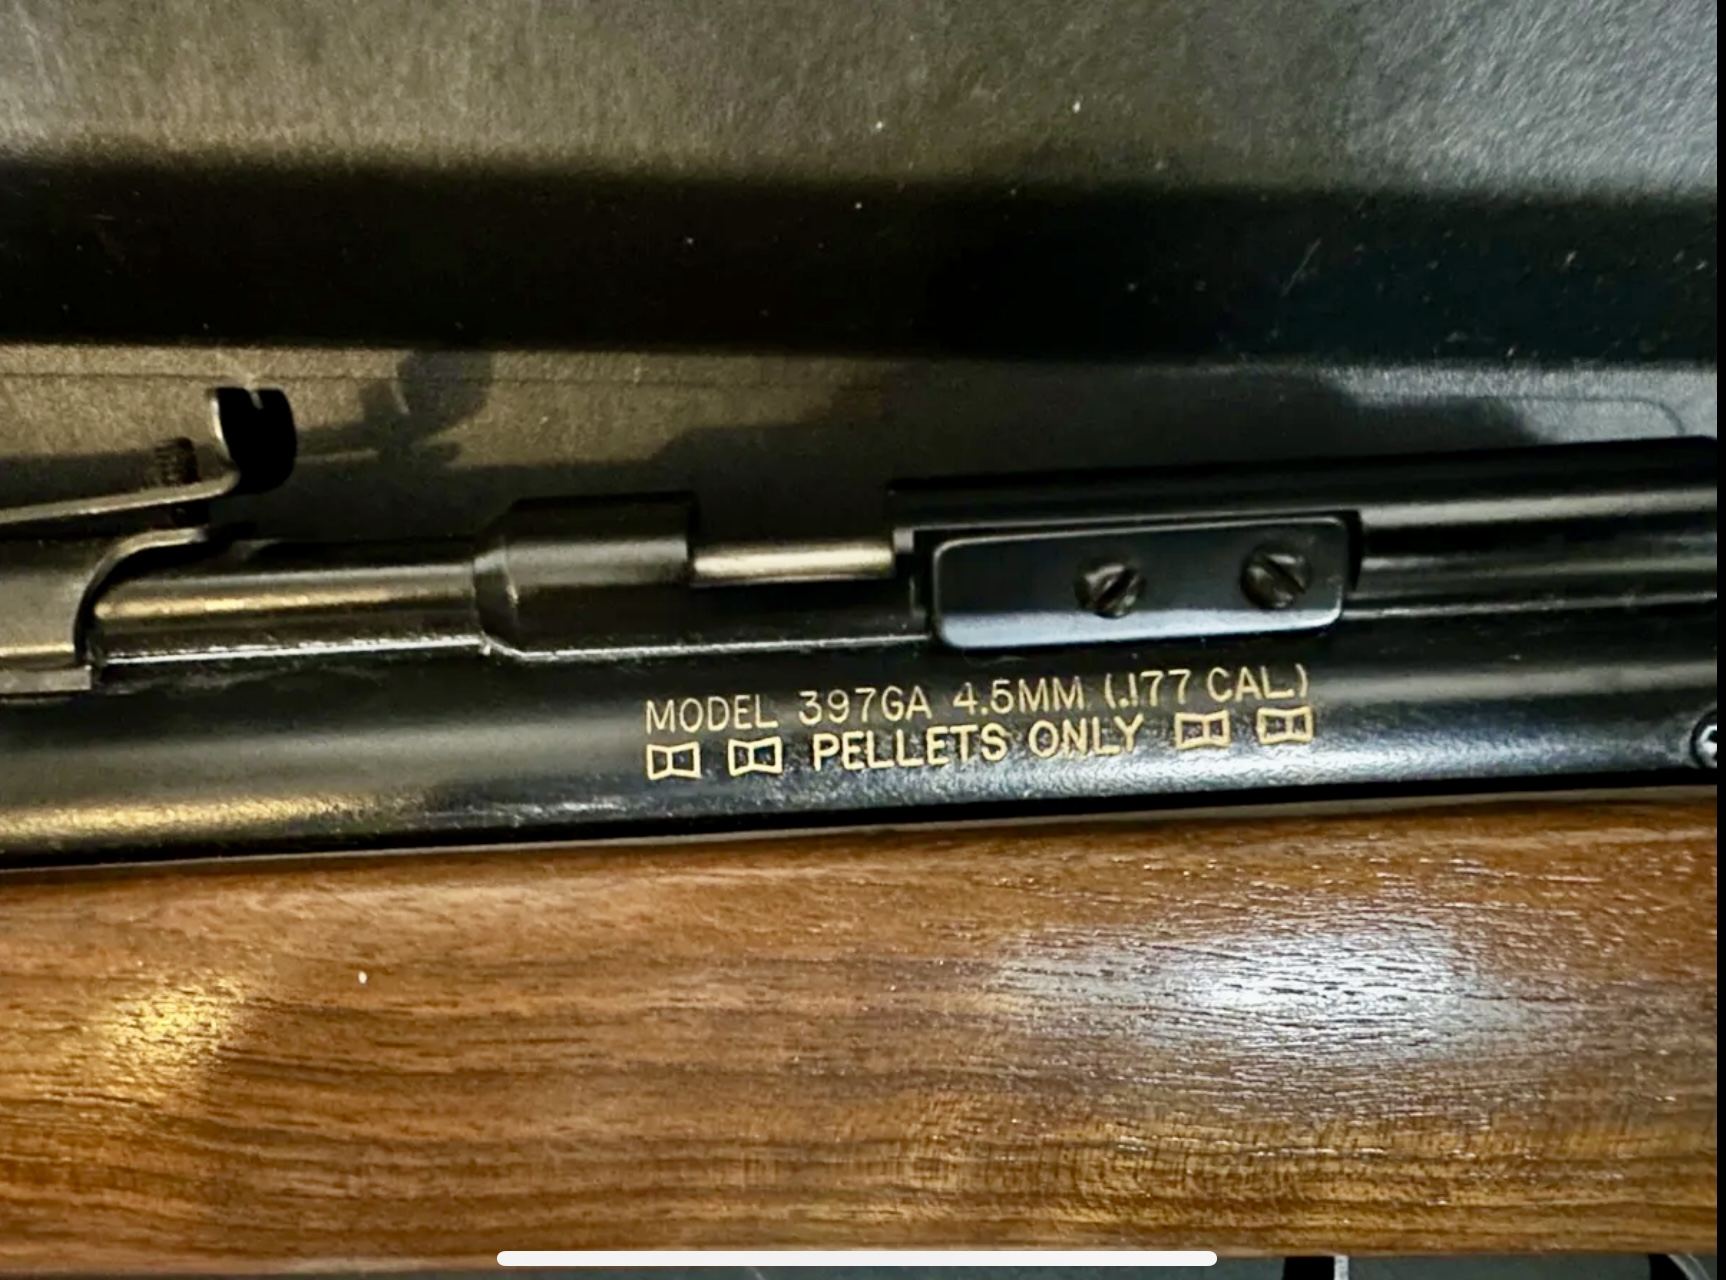 MODEL 397GA 4.5MM (.177 CAL.)
PELLETS ONLY